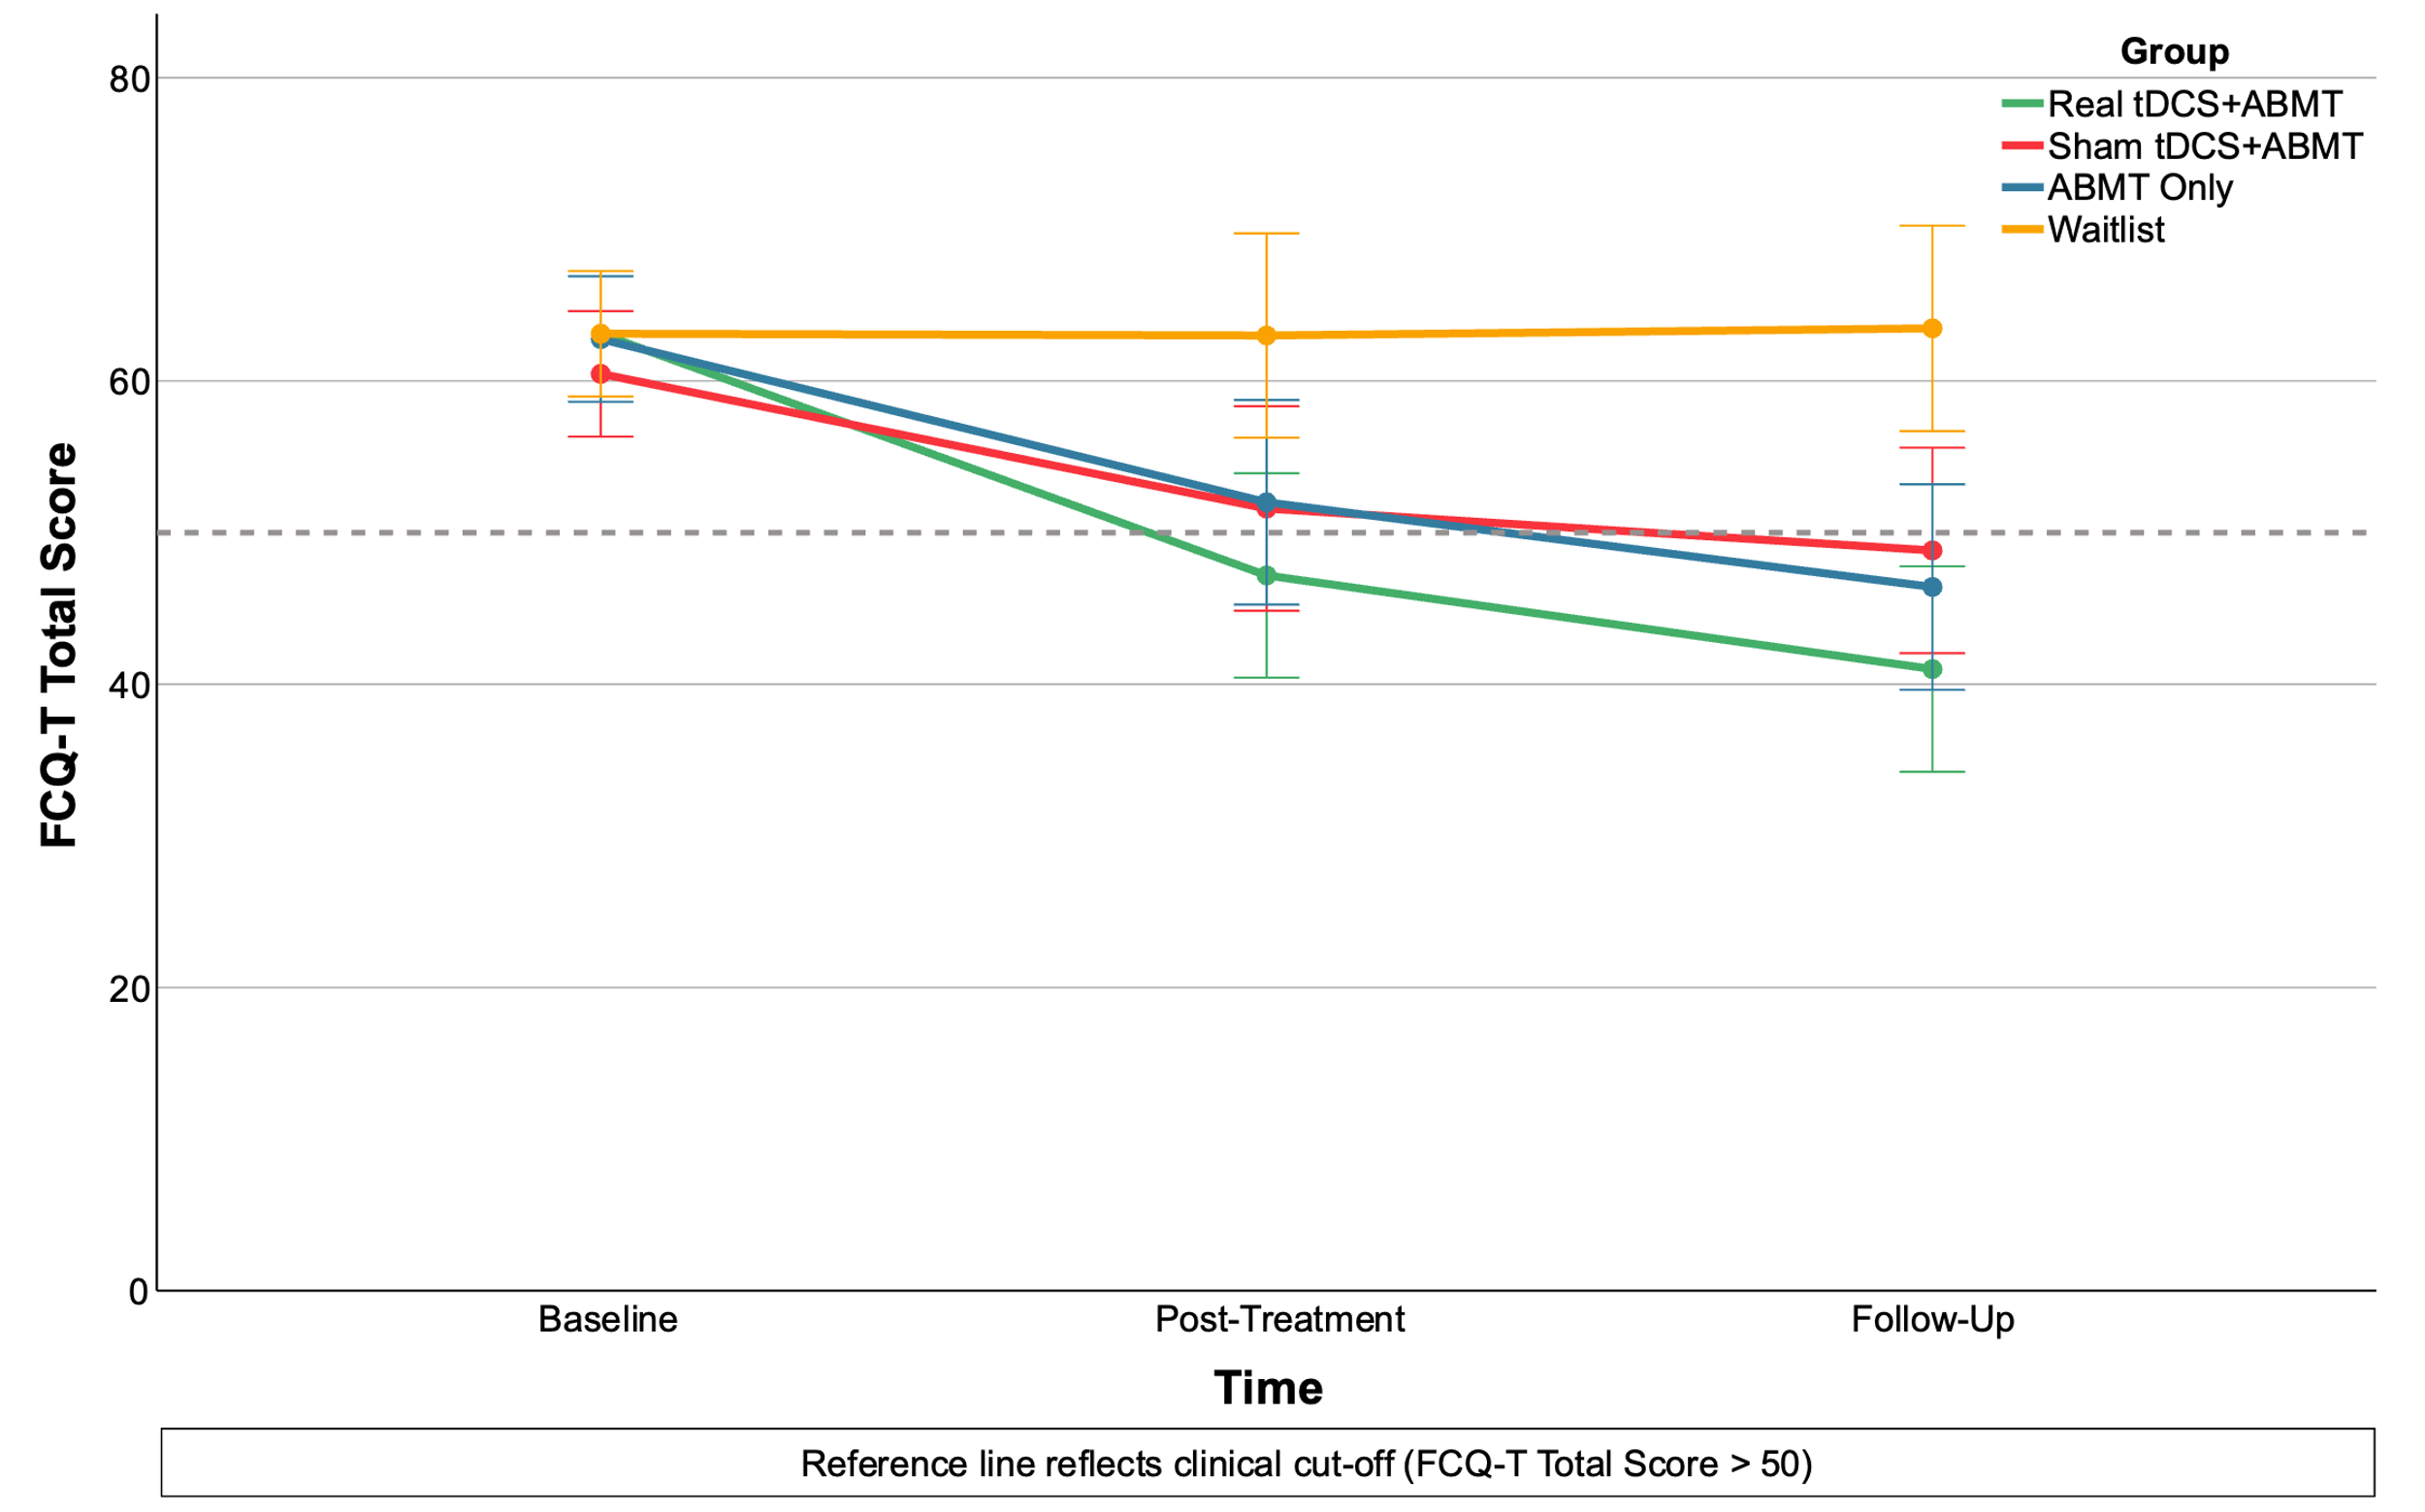 Group
Real tDCS+ABMT
Sham tDCS+ABMT
ABMT Only
Waitlist
80
60
40
20
0
FCQ-T Total Score
Baseline
Post-Treatment
Follow-Up
Time
Reference line reflects clinical cut-off (FCQ-T Total Score > 50)